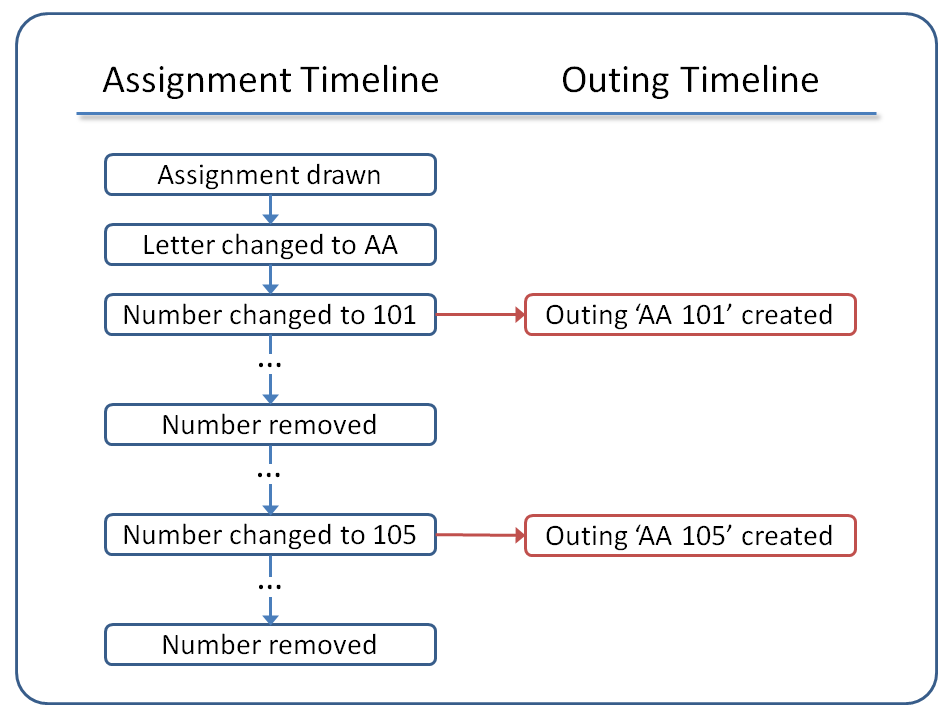 Assignment Timeline
Outing Timeline
Assignment drawn
Letter changed to AA
Number changed to 101
Outing ‘AA 101’ created
...
Number removed
...
Number changed to 105
Outing ‘AA 105’ created
...
Number removed